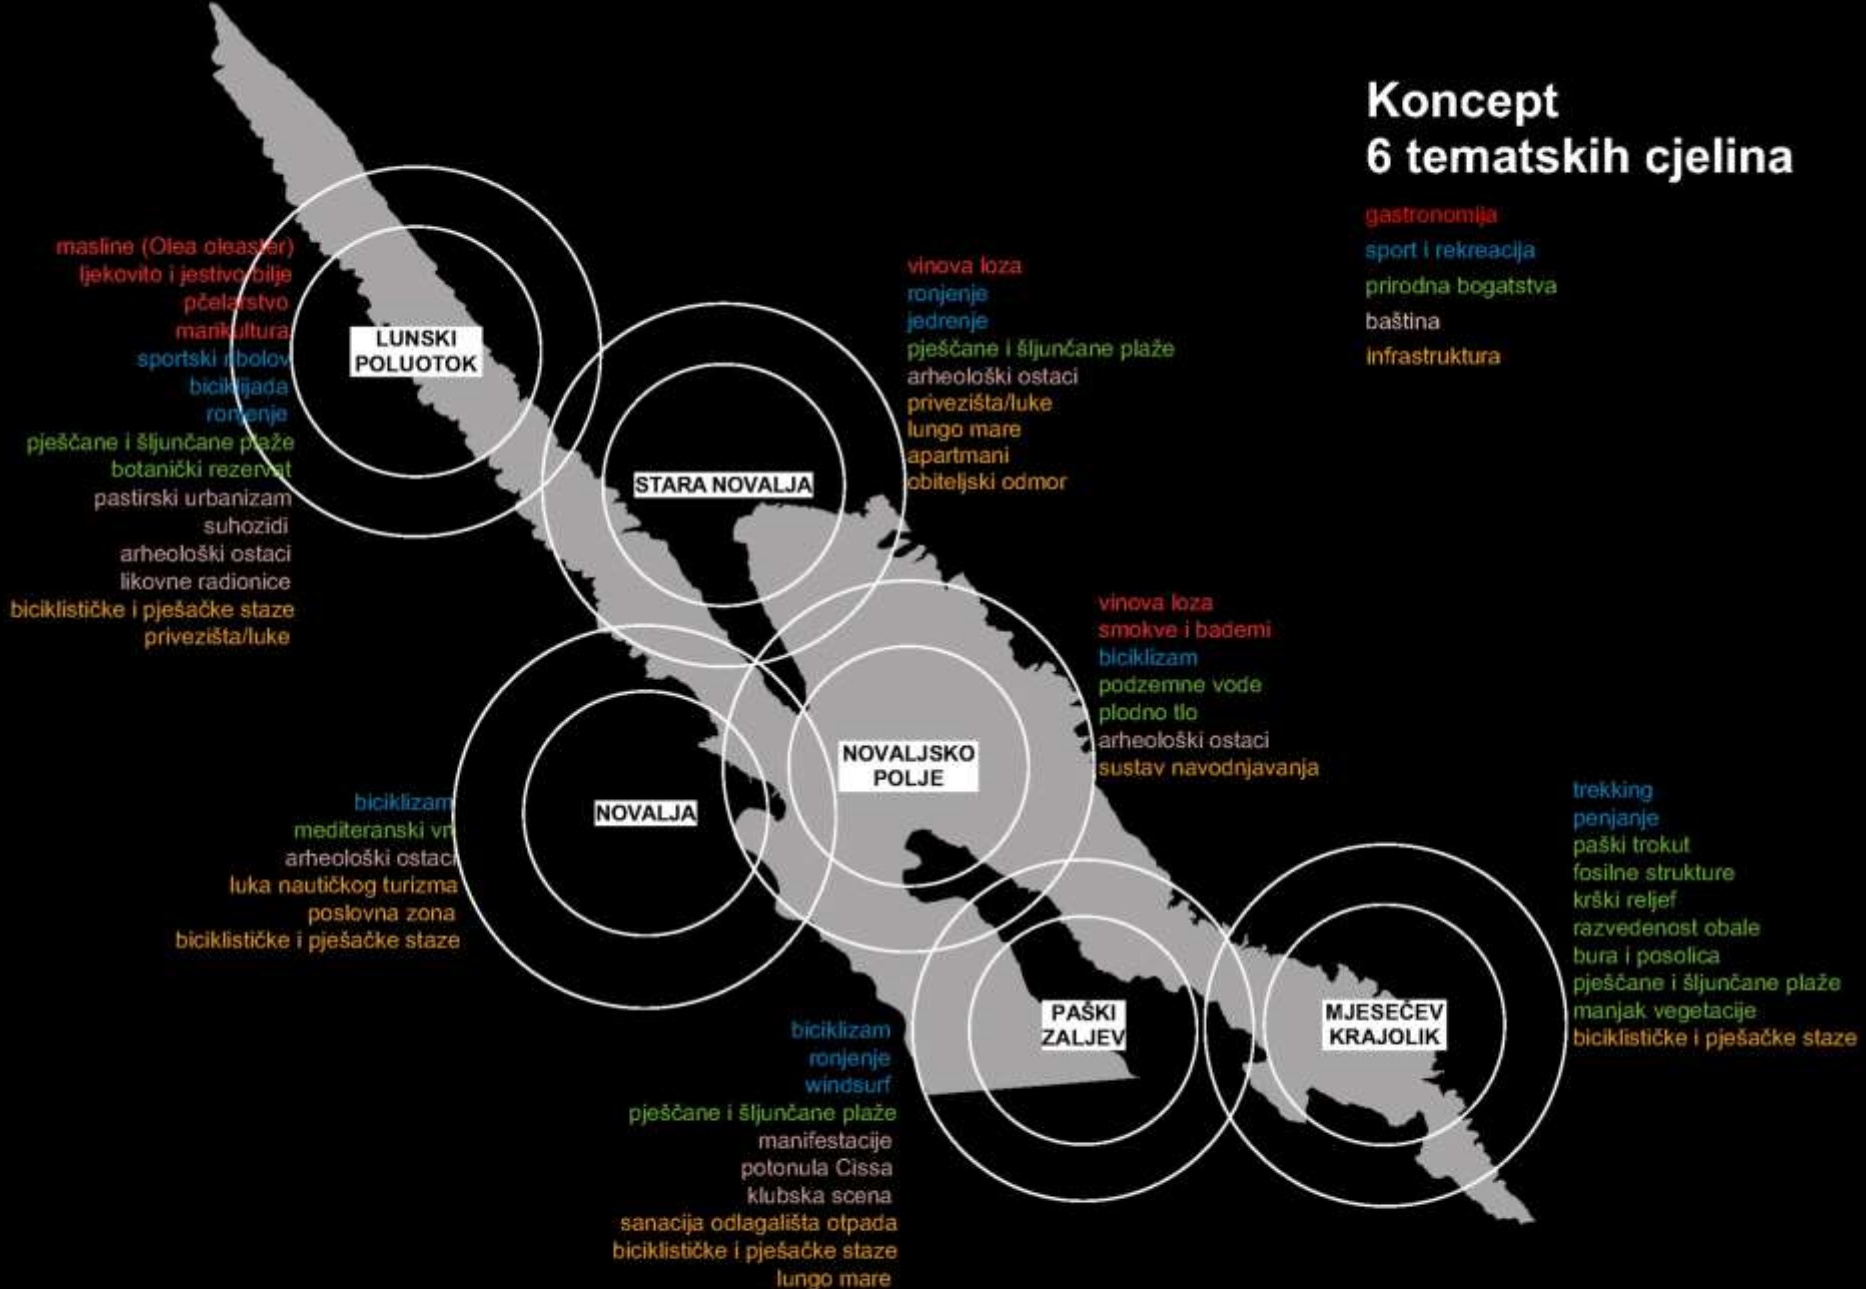 Koncept
6 tematskih cjelina
gastronomija
sport i rekreacija
prirodna bogatstva
baština
infrastruktura
masline (Olea oleaster)
ljekovito i jestivo bilje
pčelarstvo
marikultura
sportski ribolov
biciklijada
ronjenje
pješčane i šljunčane plaže
botanički rezervat
pastirski urbanizam
suhozidi
arheološki ostaci
likovne radionice
biciklističke i pješačke staze
privezišta/luke
LUNSKI
POLUOTOK
vinova loza
ronjenje
jedrenje
pješčane i šljunčane plaže
arheološki ostaci
privezišta/luke
lungo mare
apartmani
obiteljski odmor
STARA NOVALJA
vinova loza
smokve i bademi
biciklizam
podzemne vode
plodno tlo
arheološki ostaci
sustav navodnjavanja
NOVALJSKO
POLJE
biciklizam
mediteranski vrt
arheološki ostaci
luka nautičkog turizma
poslovna zona
biciklističke i pješačke staze
NOVALJA
trekking
penjanje
paški trokut
fosilne strukture
krški reljef
razvedenost obale
bura i posolica
pješčane i šljunčane plaže
manjak vegetacije
biciklističke i pješačke staze
MJESEČEV
KRAJOLIK
PAŠKI
ZALJEV
biciklizam
ronjenje
windsurf
pješčane i šljunčane plaže
manifestacije
potonula Cissa
klubska scena
sanacija odlagališta otpada
biciklističke i pješačke staze
lungo mare